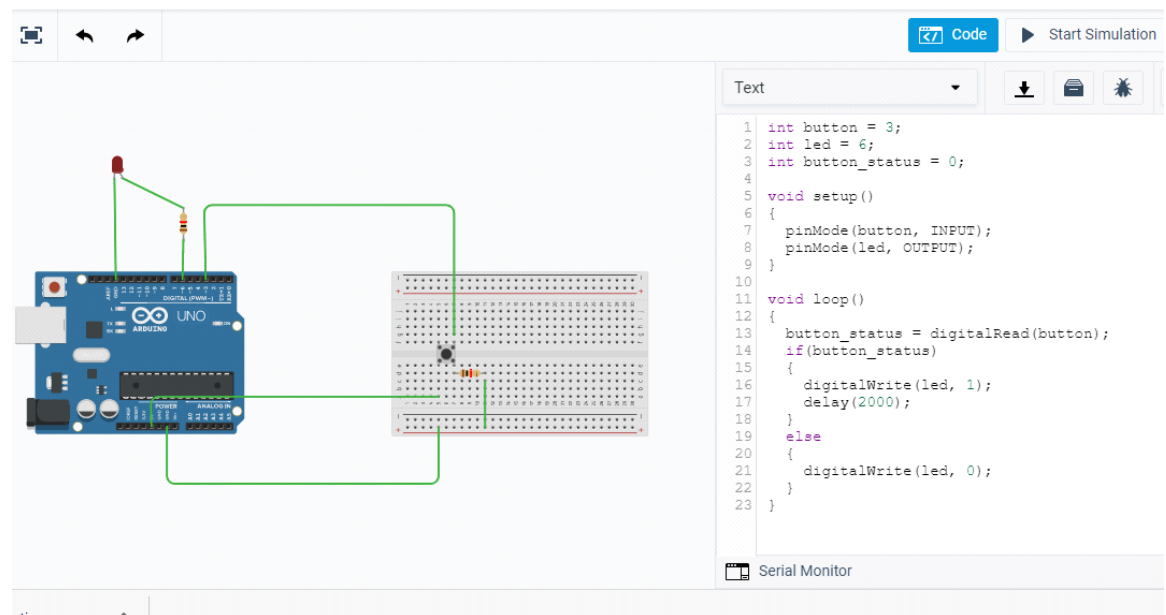 Code
Start Simulation
Text
1 int button = 3;
2 int led = 6;
3 int button_status = 0;
4
5 void setup()
6 {
7 pinMode(button, INPUT);
8 pinMode(led, OUTPUT);
9 }
10
11 void loop()
12 {
13 button_status = digitalRead(button);
14 if(button_status)
15 {
16 digitalWrite(led, 1);
17 delay(2000);
18 }
19 else
20 {
21 digitalWrite(led, 0);
22 }
23 }
Serial Monitor
DIGITAL (PWM~)
UNO
ARDUINO
POWER
ANALOG IN